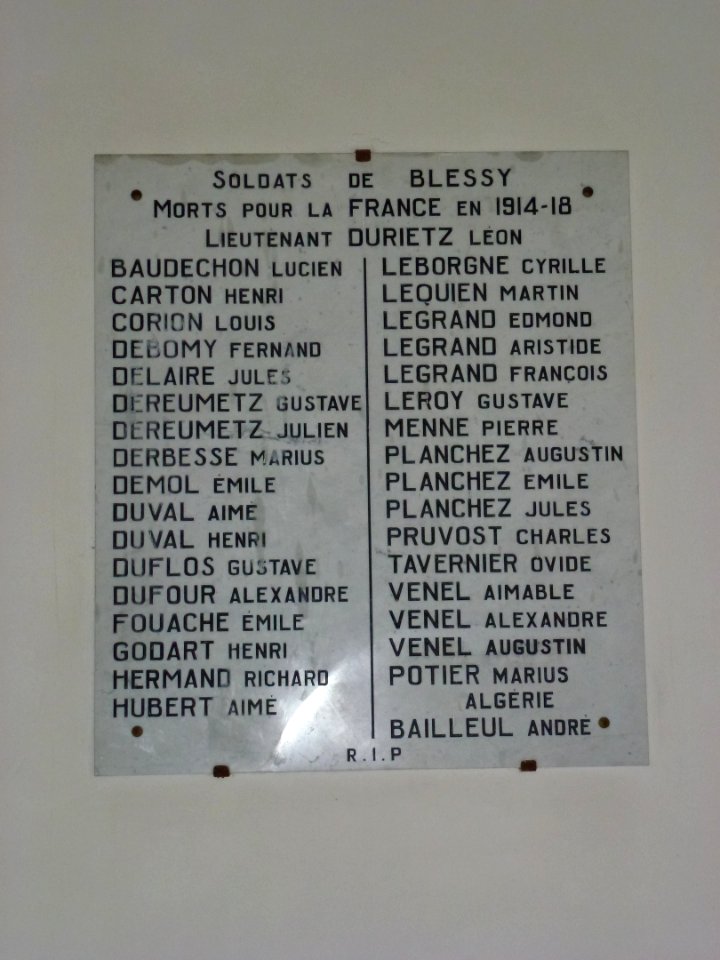 SOLDATS DE BLESSY
MORTS POUR LA FRANCE EN 1914-18
LIEUTENANT DURIETZ LÉON
BAUDECHON LUCIEN
CARTON HENRI
CORION LOUIS
DEBOMY FERNAND
DELAIRE JULES
DEREUMETZ GUSTAVE
DEREUMETZ JULIEN
DERBESSE MARIUS
DEMOL ÉMILE
DUVAL AIMÉ
DUVAL HENRI
DUFLOS GUSTAVE
DUFOUR ALEXANDRE
FOUACHE ÉMILE
GODART HENRI
HERMAND RICHARD
HUBERT AIMÉ
LEBORGNE CYRILLE
LEQUIEN MARTIN
LEGRAND EDMOND
LEGRAND ARISTIDE
LEGRAND FRANÇOIS
LEROY GUSTAVE
MENNE PIERRE
PLANCHEZ AUGUSTIN
PLANCHEZ ÉMILE
PLANCHEZ JULES
PRUVOST CHARLES
TAVERNIER OVIDE
VENEL AIMABLE
VENEL ALEXANDRE
VENEL AUGUSTIN
POTIER MARIUS
ALGÉRIE
BAILLEUL ANDRÉ
R.I.P